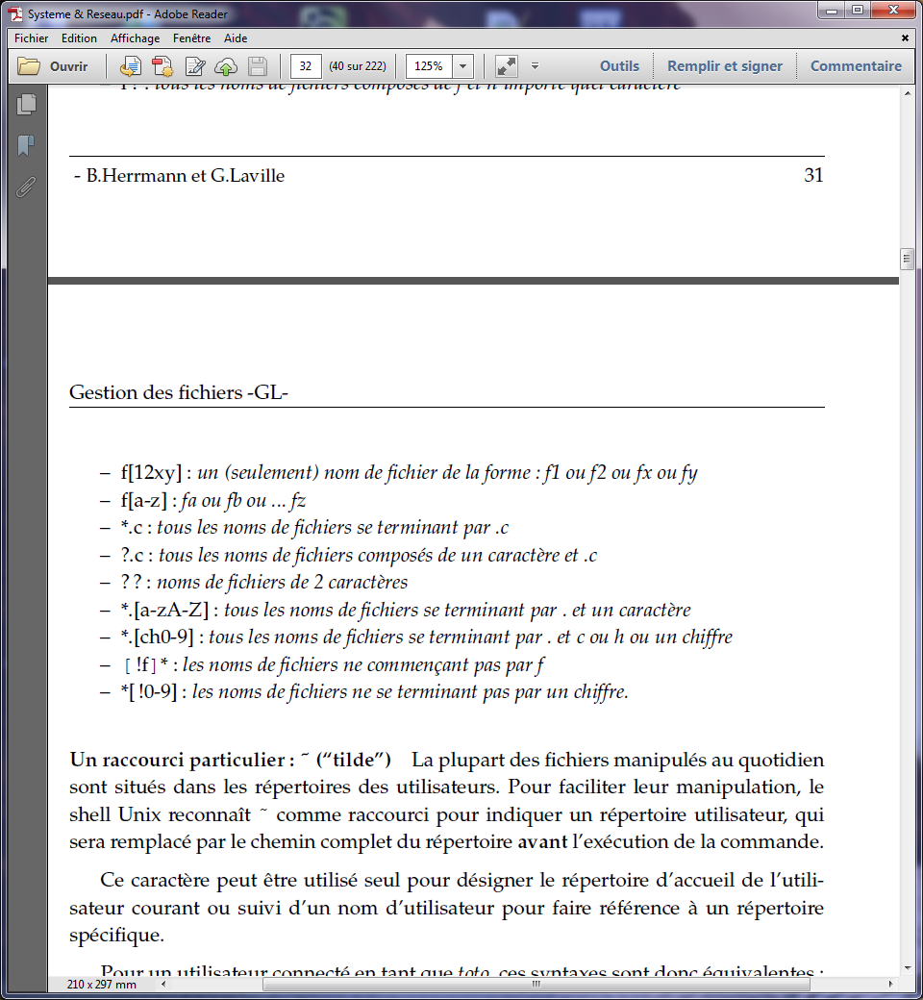 Systeme & Reseau.pdf - Adobe Reader
Fichier Edition Affichage Fenêtre Aide
Ouvrir 32 (40 sur 222) 125% Outils Remplir et signer Commentaire
– f? : tous les noms de fichiers composés de f et n'importe quel caractère
- B.Herrmann et G.Laville 31
Gestion des fichiers -GL-
– f[12xy] : un (seulement) nom de fichier de la forme : f1 ou f2 ou fx ou fy
– f[a-z] : fa ou fb ou ... fz
– *.c : tous les noms de fichiers se terminant par .c
– ?.c : tous les noms de fichiers composés de un caractère et .c
– ? ? : noms de fichiers de 2 caractères
– *.[a-zA-Z] : tous les noms de fichiers se terminant par . et un caractère
– *.[ch0-9] : tous les noms de fichiers se terminant par . et c ou h ou un chiffre
– [ !f]* : les noms de fichiers ne commençant pas par f
– *[ !0-9] : les noms de fichiers ne se terminant pas par un chiffre.
Un raccourci particulier : ˜ (“tilde”) La plupart des fichiers manipulés au quotidien
sont situés dans les répertoires des utilisateurs. Pour faciliter leur manipulation, le
shell Unix reconnaît ˜ comme raccourci pour indiquer un répertoire utilisateur, qui
sera remplacé par le chemin complet du répertoire avant l'exécution de la commande.
Ce caractère peut être utilisé seul pour désigner le répertoire d'accueil de l'utili-
sateur courant ou suivi d'un nom d'utilisateur pour faire référence à un répertoire
spécifique.
Pour un utilisateur connecté en tant que toto, ces syntaxes sont donc équivalentes :
210 x 297 mm